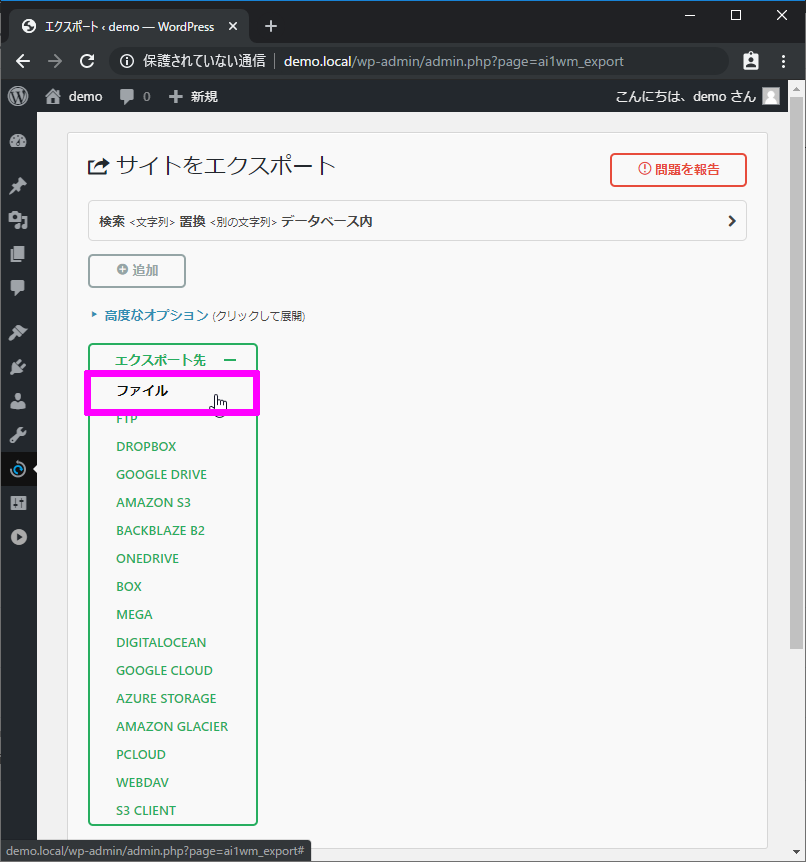 エクスポート ‹ demo — WordPress
保護されていない通信 | demo.local/wp-admin/admin.php?page=ai1wm_export
demo 0 新規 こんにちは、demo さん
サイトをエクスポート
問題を報告
検索 <文字列> 置換 <別の文字列> データベース内
追加
高度なオプション (クリックして展開)
エクスポート先
ファイル
FTP
DROPBOX
GOOGLE DRIVE
AMAZON S3
BACKBLAZE B2
ONEDRIVE
BOX
MEGA
DIGITALOCEAN
GOOGLE CLOUD
AZURE STORAGE
AMAZON GLACIER
PCLOUD
WEBDAV
S3 CLIENT
demo.local/wp-admin/admin.php?page=ai1wm_export#